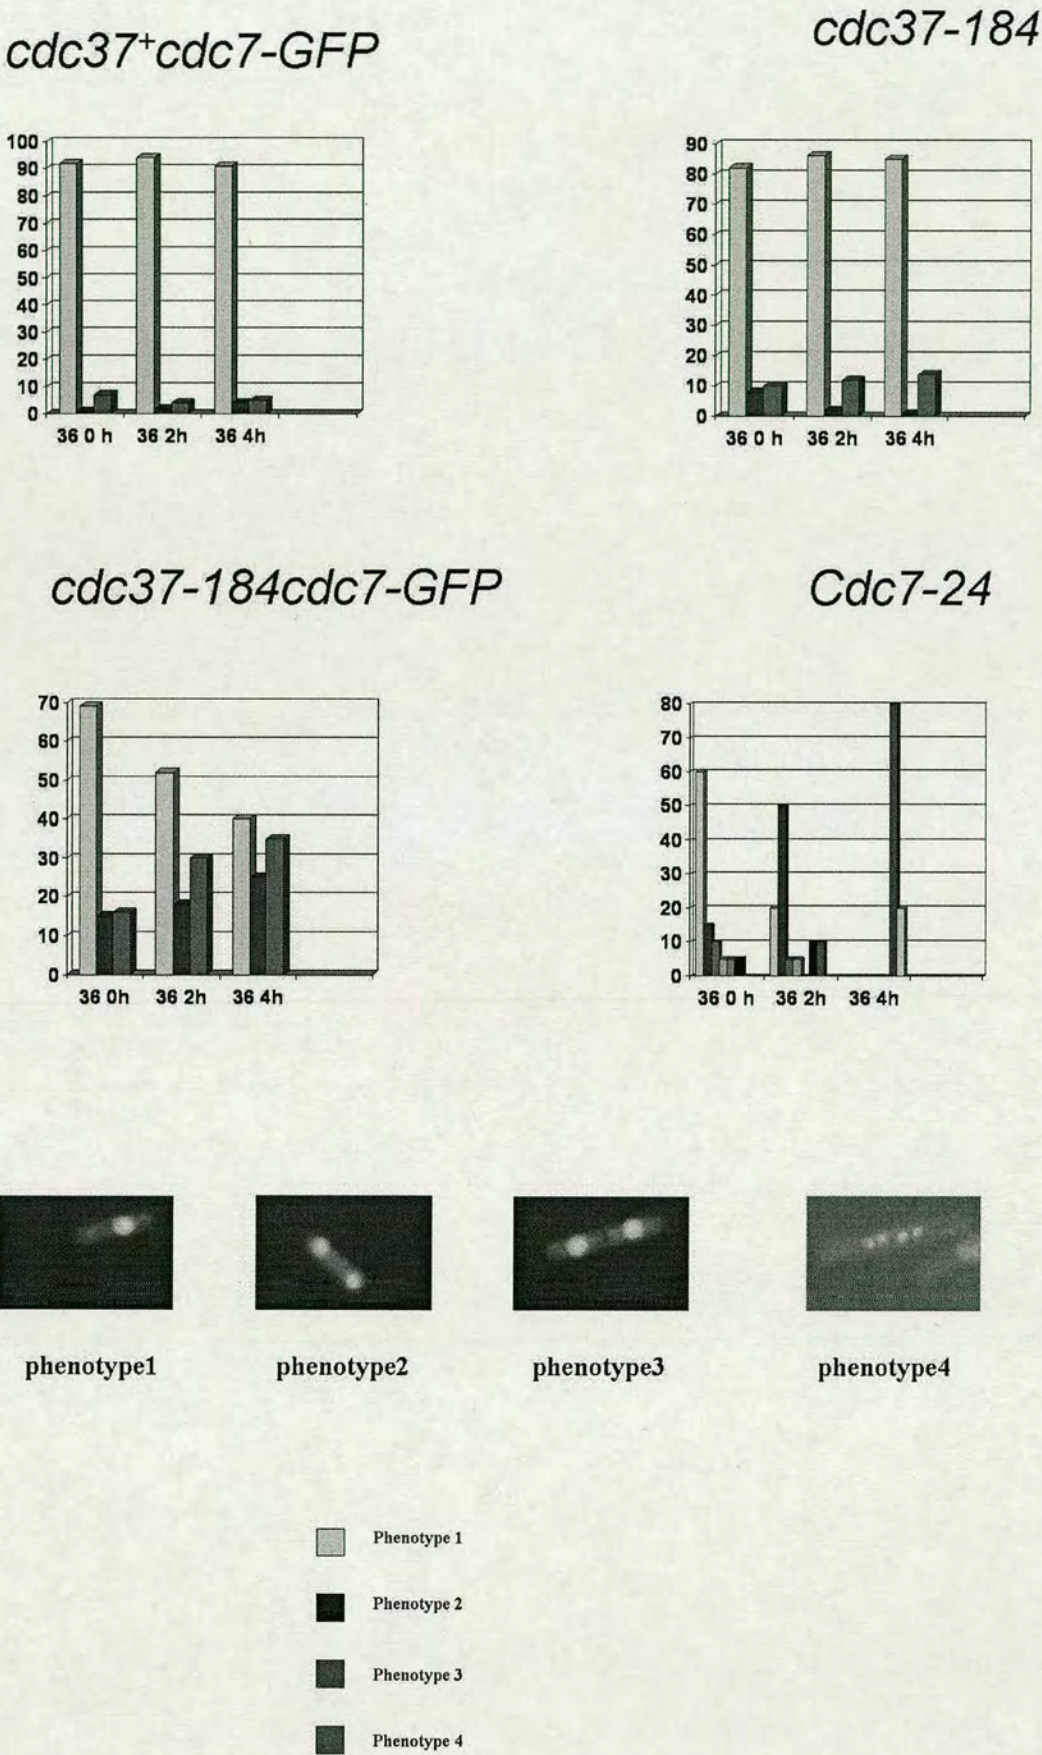 cdc37+cdc7-GFP
cdc37-184
100
90
80
70
60
50
40
30
20
10
0
36 0 h 36 2h 36 4h
90
80
70
60
50
40
30
20
10
0
36 0 h 36 2h 36 4h
cdc37-184cdc7-GFP
Cdc7-24
70
60
50
40
30
20
10
0
36 0h 36 2h 36 4h
80
70
60
50
40
30
20
10
0
36 0 h 36 2h 36 4h
phenotype1 phenotype2 phenotype3 phenotype4
Phenotype 1
Phenotype 2
Phenotype 3
Phenotype 4